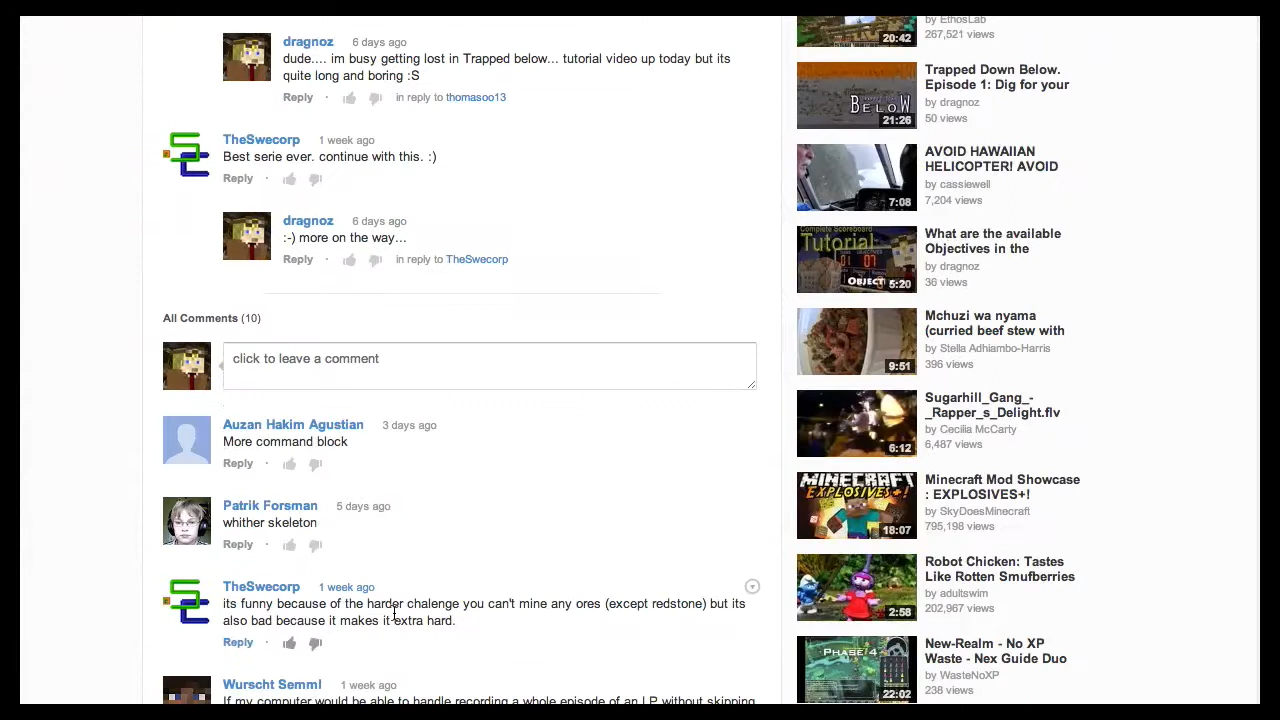 dragnoz 6 days ago
dude.... im busy getting lost in Trapped below... tutorial video up today but its
quite long and boring :S
Reply · in reply to thomasoo13
TheSwecorp 1 week ago
Best serie ever. continue with this. :)
Reply ·
dragnoz 6 days ago
:-) more on the way...
Reply · in reply to TheSwecorp
All Comments (10)
click to leave a comment
Auzan Hakim Agustian 3 days ago
More command block
Reply ·
Patrik Forsman 5 days ago
whither skeleton
Reply ·
TheSwecorp 1 week ago
its funny because of the harder chalenge you can't mine any ores (except redstone) but its
also bad because it makes it extra hard.
Reply ·
Wurscht Semml 1 week ago
If my computer would be able to handle recording a whole episode of an LP without skipping
by EthosLab
267,521 views
20:42
Trapped Down Below.
Episode 1: Dig for your
by dragnoz
50 views
BELOW
21:26
AVOID HAWAIIAN
HELICOPTER! AVOID
by cassiewell
7,204 views
7:08
What are the available
Objectives in the
by dragnoz
36 views
Complete Scoreboard
Tutorial
OBJECT
5:20
Mchuzi wa nyama
(curried beef stew with
by Stella Adhiambo-Harris
396 views
9:51
Sugarhill_Gang_-
_Rapper_s_Delight.flv
by Cecilia McCarty
6,487 views
6:12
Minecraft Mod Showcase
: EXPLOSIVES+!
by SkyDoesMinecraft
795,198 views
MINECRAFT
EXPLOSIVES+!
18:07
Robot Chicken: Tastes
Like Rotten Smufberries
by adultswim
202,967 views
2:58
New-Realm - No XP
Waste - Nex Guide Duo
by WasteNoXP
238 views
PHASE 4
22:02